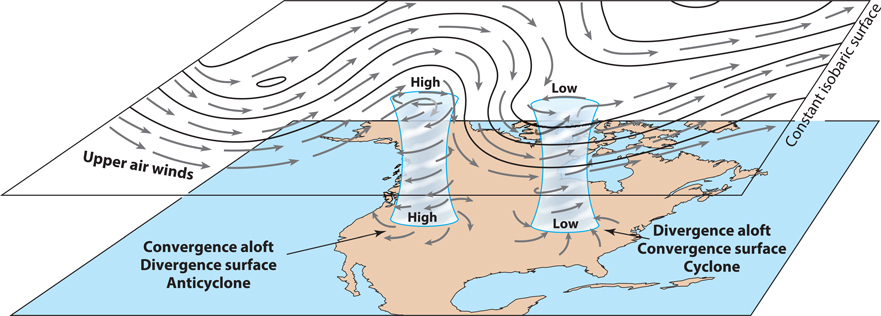 Constant isobaric surface
High
Low
Upper air winds
High
Low
Convergence aloft
Divergence surface
Anticyclone
Divergence aloft
Convergence surface
Cyclone